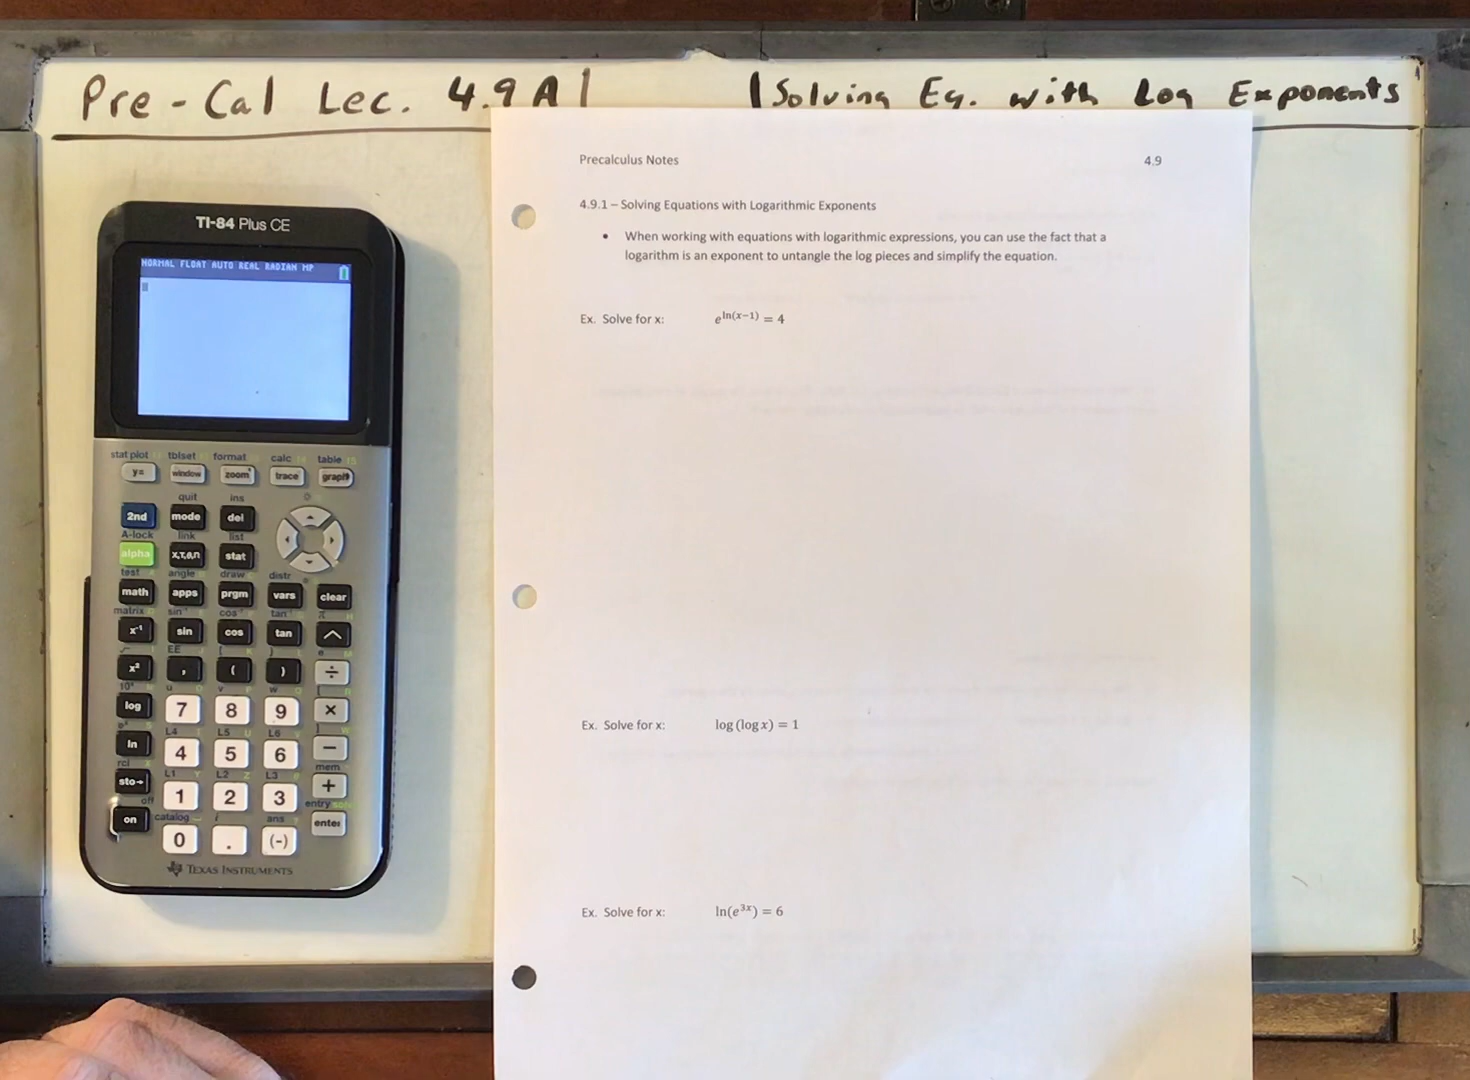 Pre-Cal Lec. 4.9A
Solving Eq. with Log Exponents
Precalculus Notes 4.9
4.9.1 – Solving Equations with Logarithmic Exponents
• When working with equations with logarithmic expressions, you can use the fact that a
logarithm is an exponent to untangle the log pieces and simplify the equation.
Ex. Solve for x: e^ln(x−1) = 4
Ex. Solve for x: log (log x) = 1
Ex. Solve for x: ln(e^3x) = 6
TI-84 Plus CE
NORMAL FLOAT AUTO REAL RADIAN MP
stat plot tblset format calc table
y= window zoom trace graph
quit ins
2nd mode del
A-lock link list
alpha X,T,θ,n stat
test angle draw distr
math apps prgm vars clear
matrix sin⁻¹ cos⁻¹ tan⁻¹ π
x⁻¹ sin cos tan ^
√ EE { } e
x² , ( ) ÷
10ˣ u v w [
log 7 8 9 ×
eˣ L4 L5 L6 ]
ln 4 5 6 −
rcl L1 L2 L3 mem
sto→ 1 2 3 +
off catalog i ans entry
on 0 . (-) enter
TEXAS INSTRUMENTS